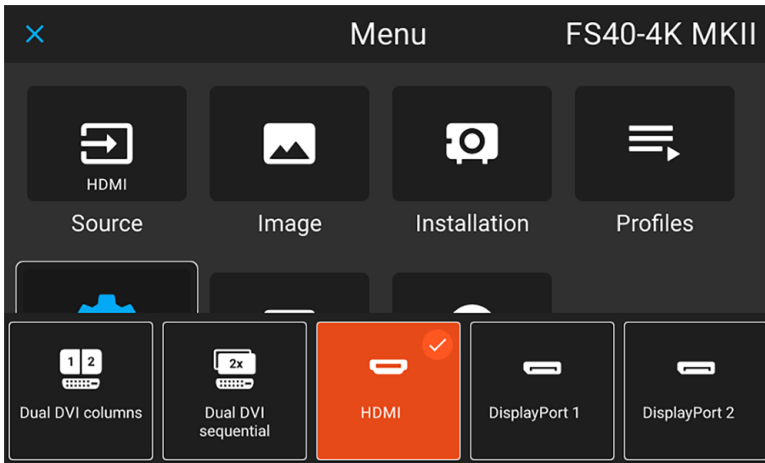 Menu
FS40-4K MKII
HDMI
Source
Image
Installation
Profiles
1 2
Dual DVI columns
2x
Dual DVI
sequential
HDMI
DisplayPort 1
DisplayPort 2